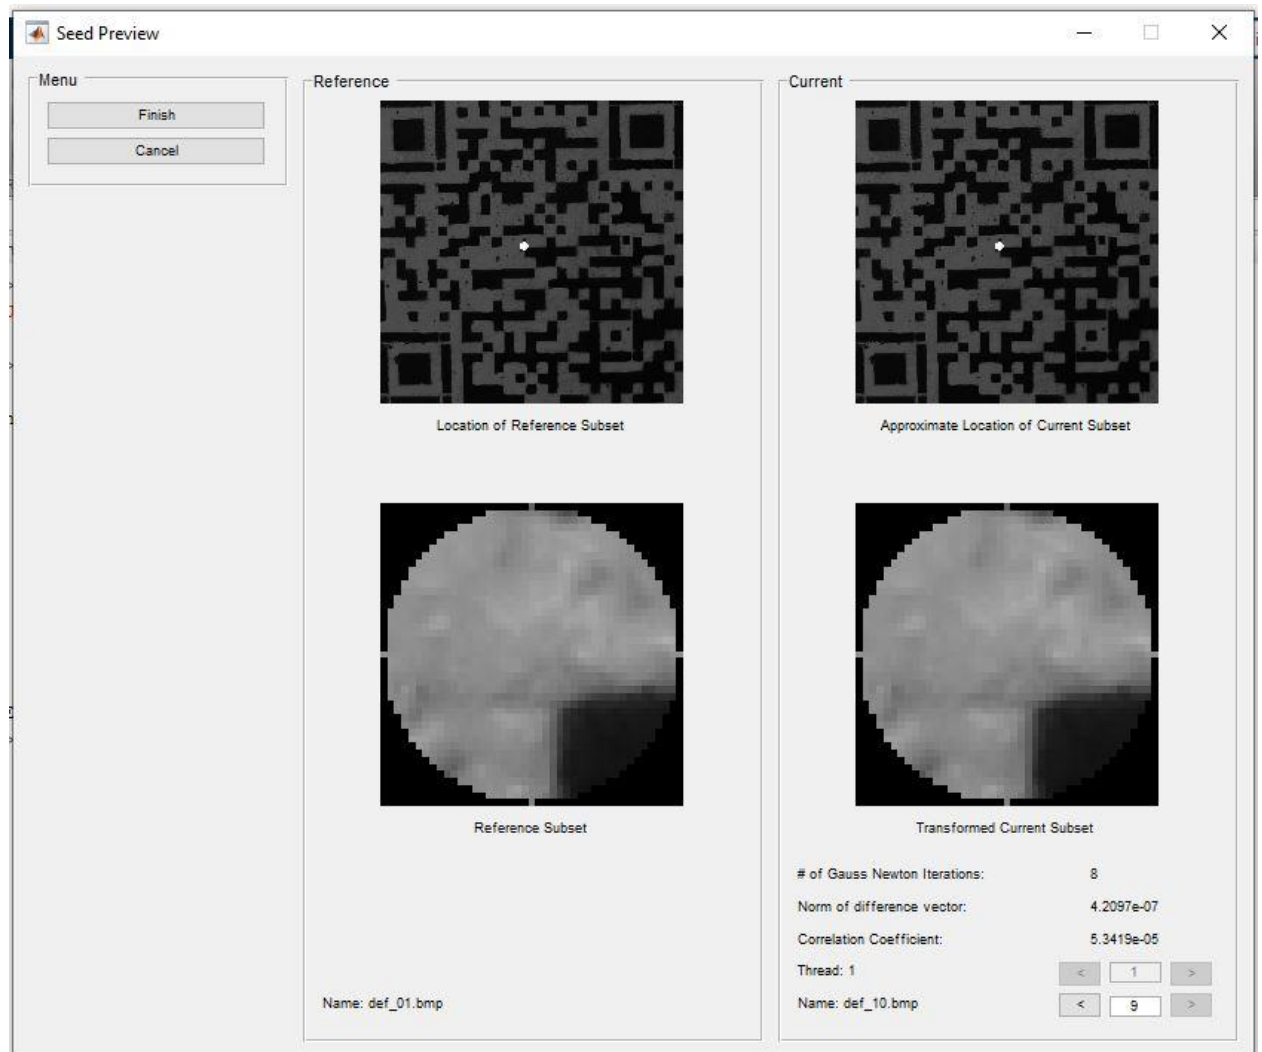 Seed Preview
Menu
Finish
Cancel
Reference
Location of Reference Subset
Reference Subset
Name: def_01.bmp
Current
Approximate Location of Current Subset
Transformed Current Subset
# of Gauss Newton Iterations: 8
Norm of difference vector: 4.2097e-07
Correlation Coefficient: 5.3419e-05
Thread: 1 < 1 >
Name: def_10.bmp < 9 >